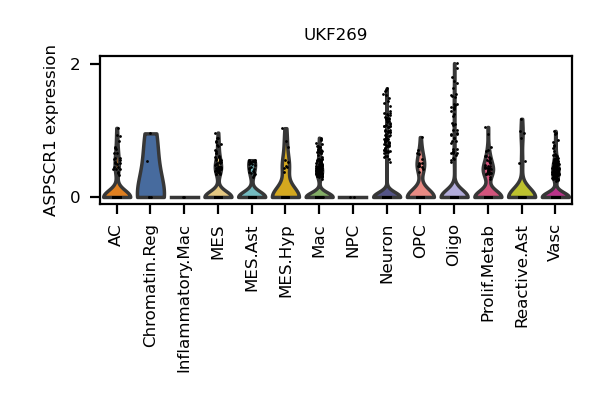 UKF269
ASPSCR1 expression
2
0
AC
Chromatin.Reg
Inflammatory.Mac
MES
MES.Ast
MES.Hyp
Mac
NPC
Neuron
OPC
Oligo
Prolif.Metab
Reactive.Ast
Vasc